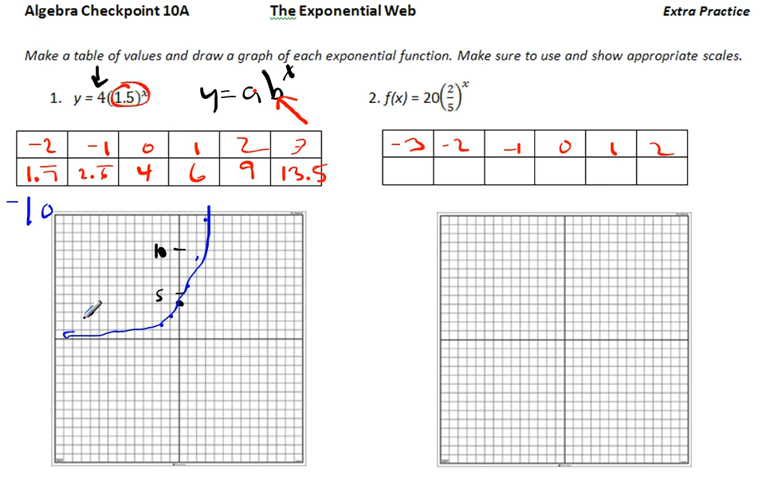 Algebra Checkpoint 10A The Exponential Web Extra Practice
Make a table of values and draw a graph of each exponential function. Make sure to use and show appropriate scales.
1. y = 4(1.5)^x y = ab^x 2. f(x) = 20(2/5)^x
-2 -1 0 1 2 3
1.7 2.6 4 6 9 13.5
-3 -2 -1 0 1 2
-10
10
5